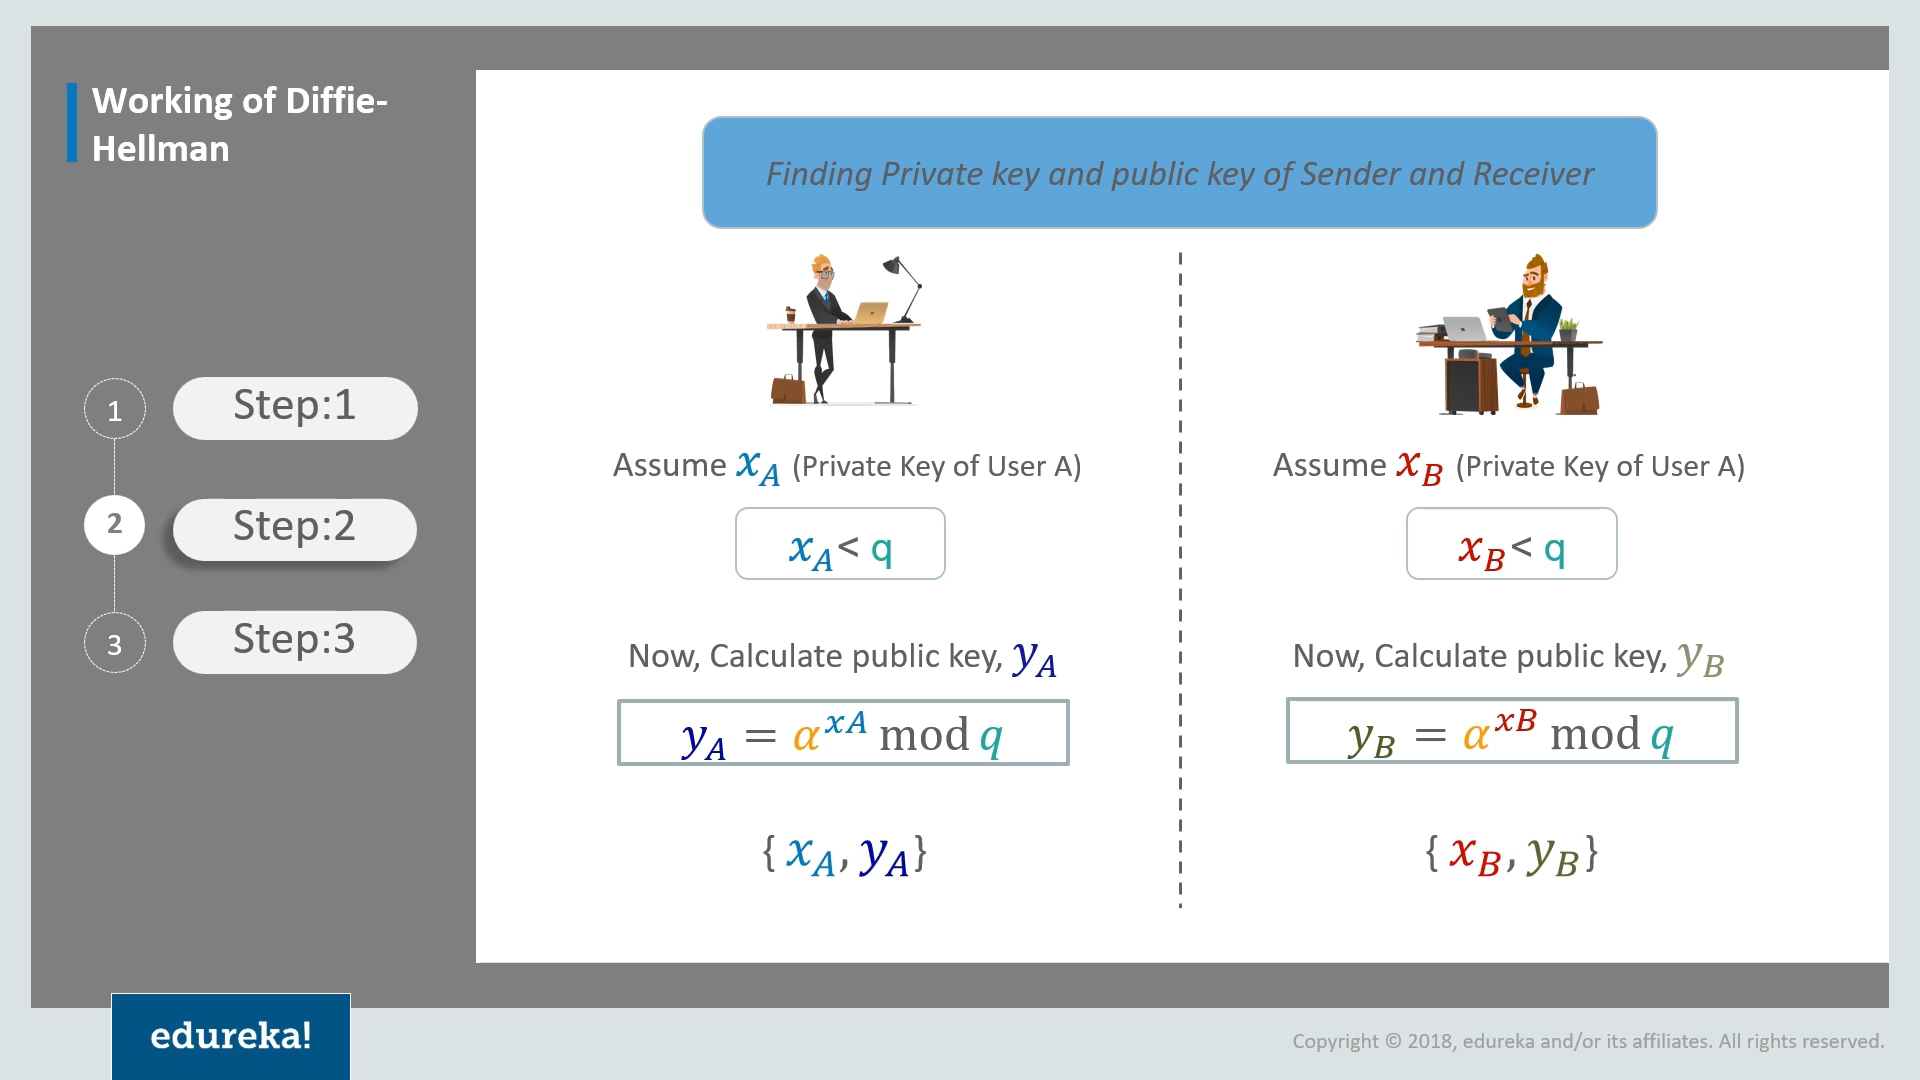 Working of Diffie-
Hellman
Finding Private key and public key of Sender and Receiver
1
Step:1
2
Step:2
3
Step:3
Assume x_A (Private Key of User A)
x_A < q
Now, Calculate public key, y_A
y_A = α^xA mod q
{ x_A, y_A}
Assume x_B (Private Key of User A)
x_B < q
Now, Calculate public key, y_B
y_B = α^xB mod q
{ x_B, y_B}
edureka!
Copyright © 2018, edureka and/or its affiliates. All rights reserved.